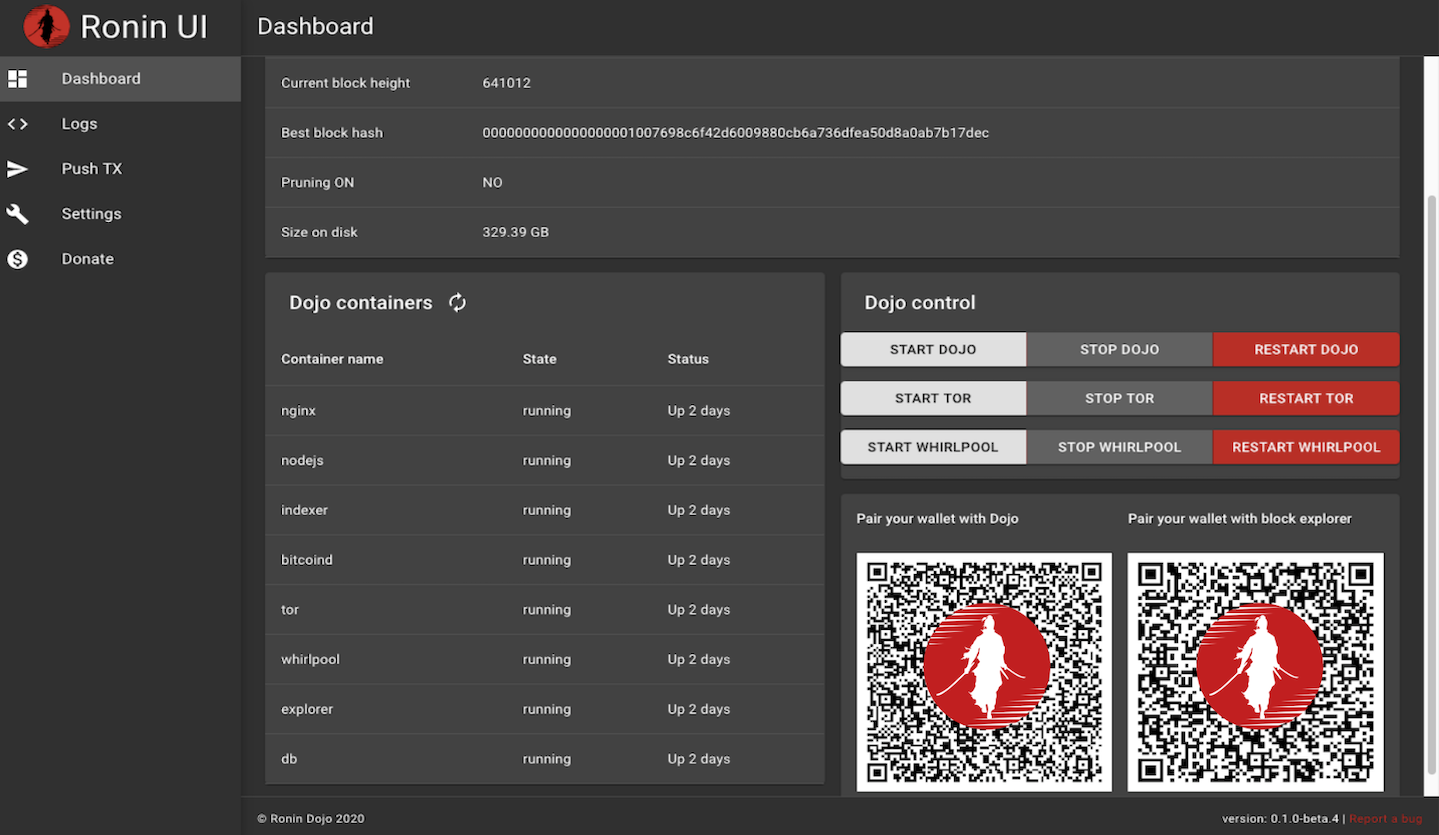 Ronin UI
Dashboard
Dashboard
Logs
Push TX
Settings
Donate
Current block height 641012
Best block hash 0000000000000000001007698c6f42d6009880cb6a736dfea50d8a0ab7b17dec
Pruning ON NO
Size on disk 329.39 GB
Dojo containers
Container name State Status
nginx running Up 2 days
nodejs running Up 2 days
indexer running Up 2 days
bitcoind running Up 2 days
tor running Up 2 days
whirlpool running Up 2 days
explorer running Up 2 days
db running Up 2 days
Dojo control
START DOJO STOP DOJO RESTART DOJO
START TOR STOP TOR RESTART TOR
START WHIRLPOOL STOP WHIRLPOOL RESTART WHIRLPOOL
Pair your wallet with Dojo Pair your wallet with block explorer
© Ronin Dojo 2020 version: 0.1.0-beta.4 | Report a bug